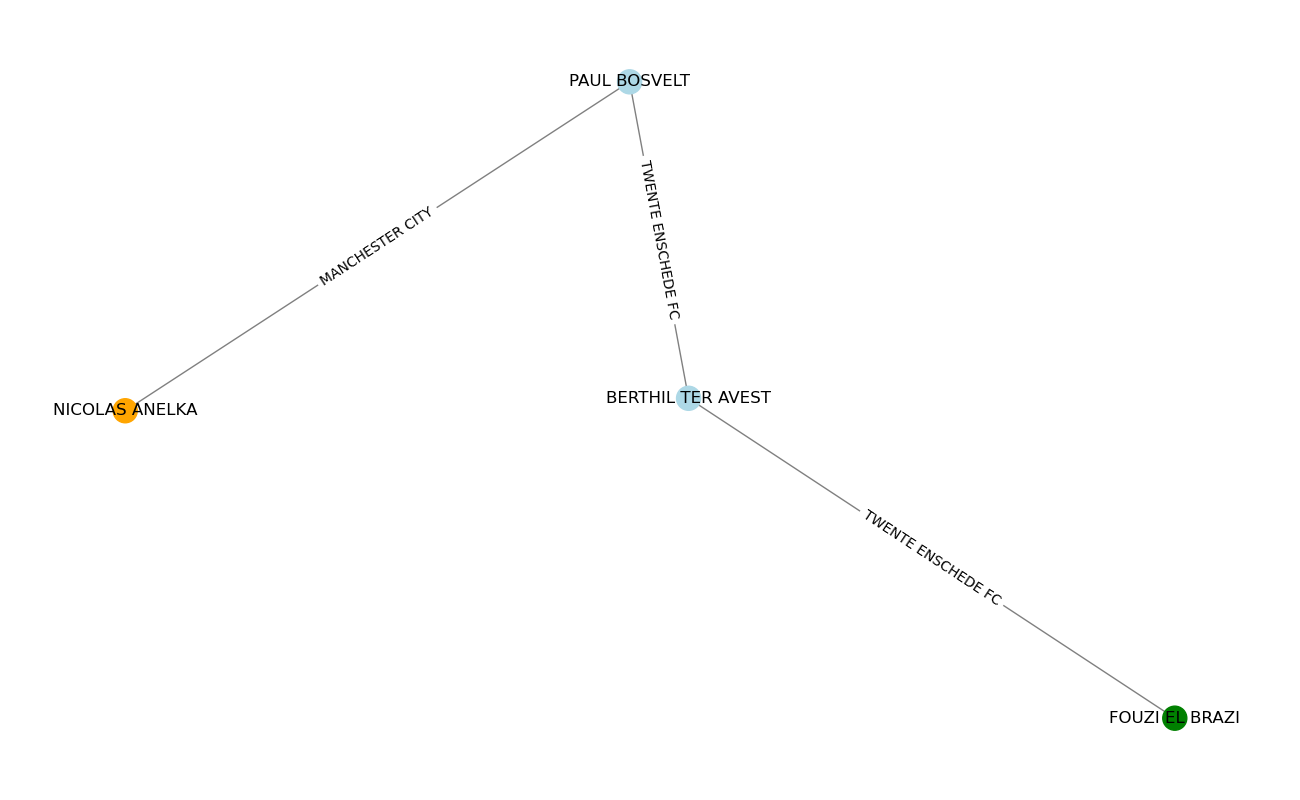 PAUL BOSVELT
TWENTE ENSCHEDE FC
MANCHESTER CITY
BERTHIL TER AVEST
NICOLAS ANELKA
TWENTE ENSCHEDE FC
FOUZI EL BRAZI